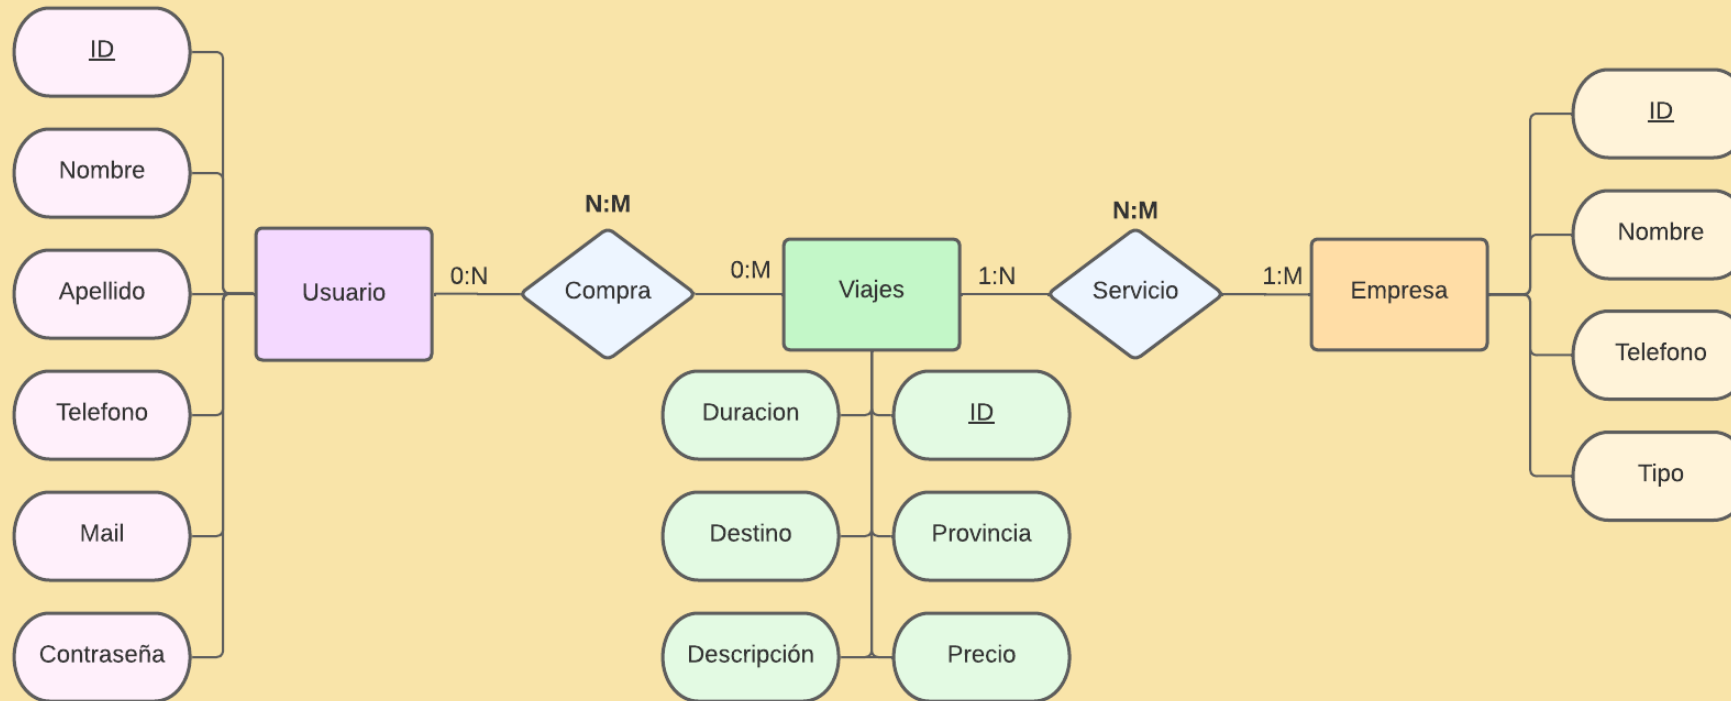 ID
Nombre
Apellido
Telefono
Mail
Contraseña
Usuario
0:N
N:M
Compra
0:M
Viajes
Duracion
ID
Destino
Provincia
Descripción
Precio
1:N
N:M
Servicio
1:M
Empresa
ID
Nombre
Telefono
Tipo